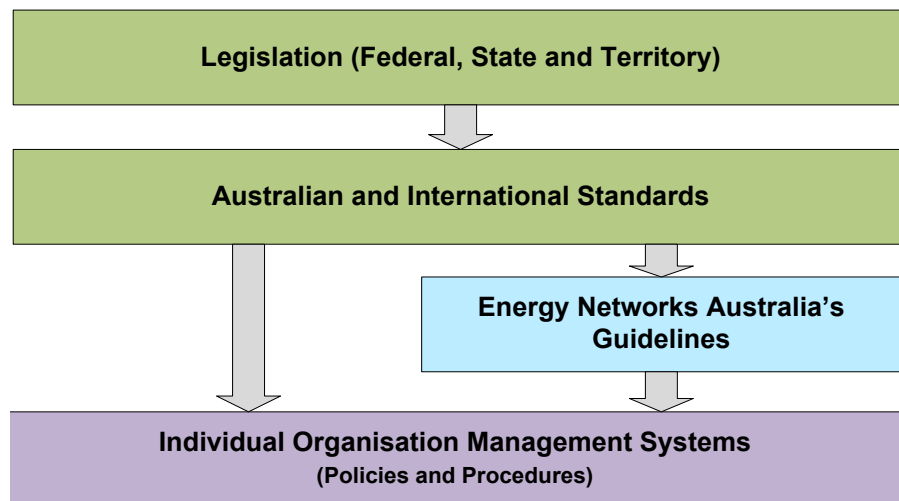 Legislation (Federal, State and Territory)
Australian and International Standards
Energy Networks Australia’s
Guidelines
Individual Organisation Management Systems
(Policies and Procedures)